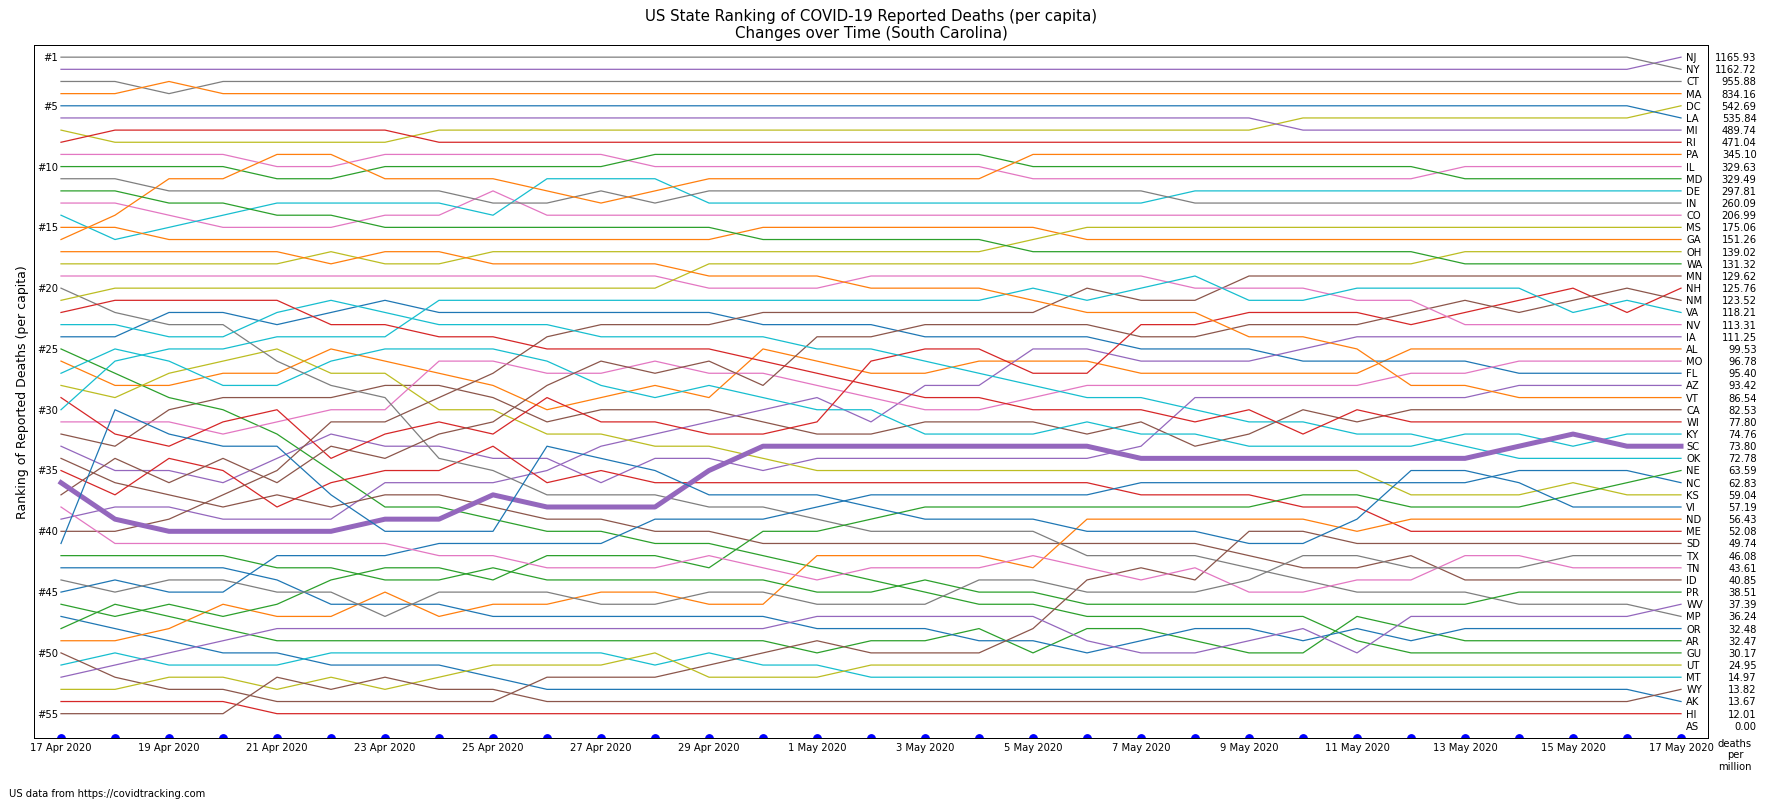 US State Ranking of COVID-19 Reported Deaths (per capita)
Changes over Time (South Carolina)
Ranking of Reported Deaths (per capita)
#1
#5
#10
#15
#20
#25
#30
#35
#40
#45
#50
#55
NJ 1165.93
NY 1162.72
CT 955.88
MA 834.16
DC 542.69
LA 535.84
MI 489.74
RI 471.04
PA 345.10
IL 329.63
MD 329.49
DE 297.81
IN 260.09
CO 206.99
MS 175.06
GA 151.26
OH 139.02
WA 131.32
MN 129.62
NH 125.76
NM 123.52
VA 118.21
NV 113.31
IA 111.25
AL 99.53
MO 96.78
FL 95.40
AZ 93.42
VT 86.54
CA 82.53
WI 77.80
KY 74.76
SC 73.80
OK 72.78
NE 63.59
NC 62.83
KS 59.04
VI 57.19
ND 56.43
ME 52.08
SD 49.74
TX 46.08
TN 43.61
ID 40.85
PR 38.51
WV 37.39
MP 36.24
OR 32.48
AR 32.47
GU 30.17
UT 24.95
MT 14.97
WY 13.82
AK 13.67
HI 12.01
AS 0.00
17 Apr 2020 19 Apr 2020 21 Apr 2020 23 Apr 2020 25 Apr 2020 27 Apr 2020 29 Apr 2020 1 May 2020 3 May 2020 5 May 2020 7 May 2020 9 May 2020 11 May 2020 13 May 2020 15 May 2020 17 May 2020
deaths
per
million
US data from https://covidtracking.com